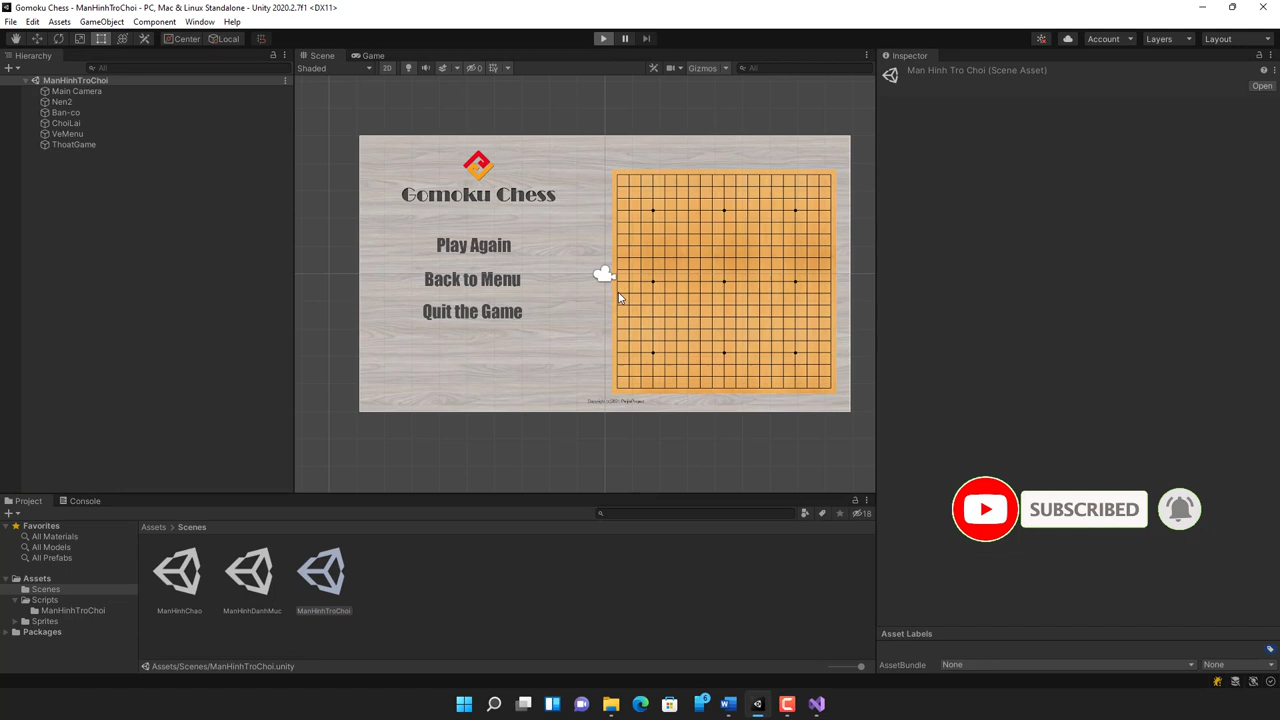 Gomoku Chess - ManHinhTroChoi - PC, Mac & Linux Standalone - Unity 2020.2.7f1 <DX11>
File Edit Assets GameObject Component Window Help
Center Local Account Layers Layout
Hierarchy
All
ManHinhTroChoi
Main Camera
Nen2
Ban-co
ChoiLai
VeMenu
ThoatGame
Scene Game
Shaded 2D 0 Gizmos All
Gomoku Chess
Play Again
Back to Menu
Quit the Game
Inspector
Man Hinh Tro Choi (Scene Asset)
Open
SUBSCRIBED
Project Console
18
Favorites
All Materials
All Models
All Prefabs
Assets
Scenes
Scripts
ManHinhTroChoi
Sprites
Packages
Assets > Scenes
ManHinhChao ManHinhDanhMuc ManHinhTroChoi
Assets/Scenes/ManHinhTroChoi.unity
Asset Labels
AssetBundle None None
6